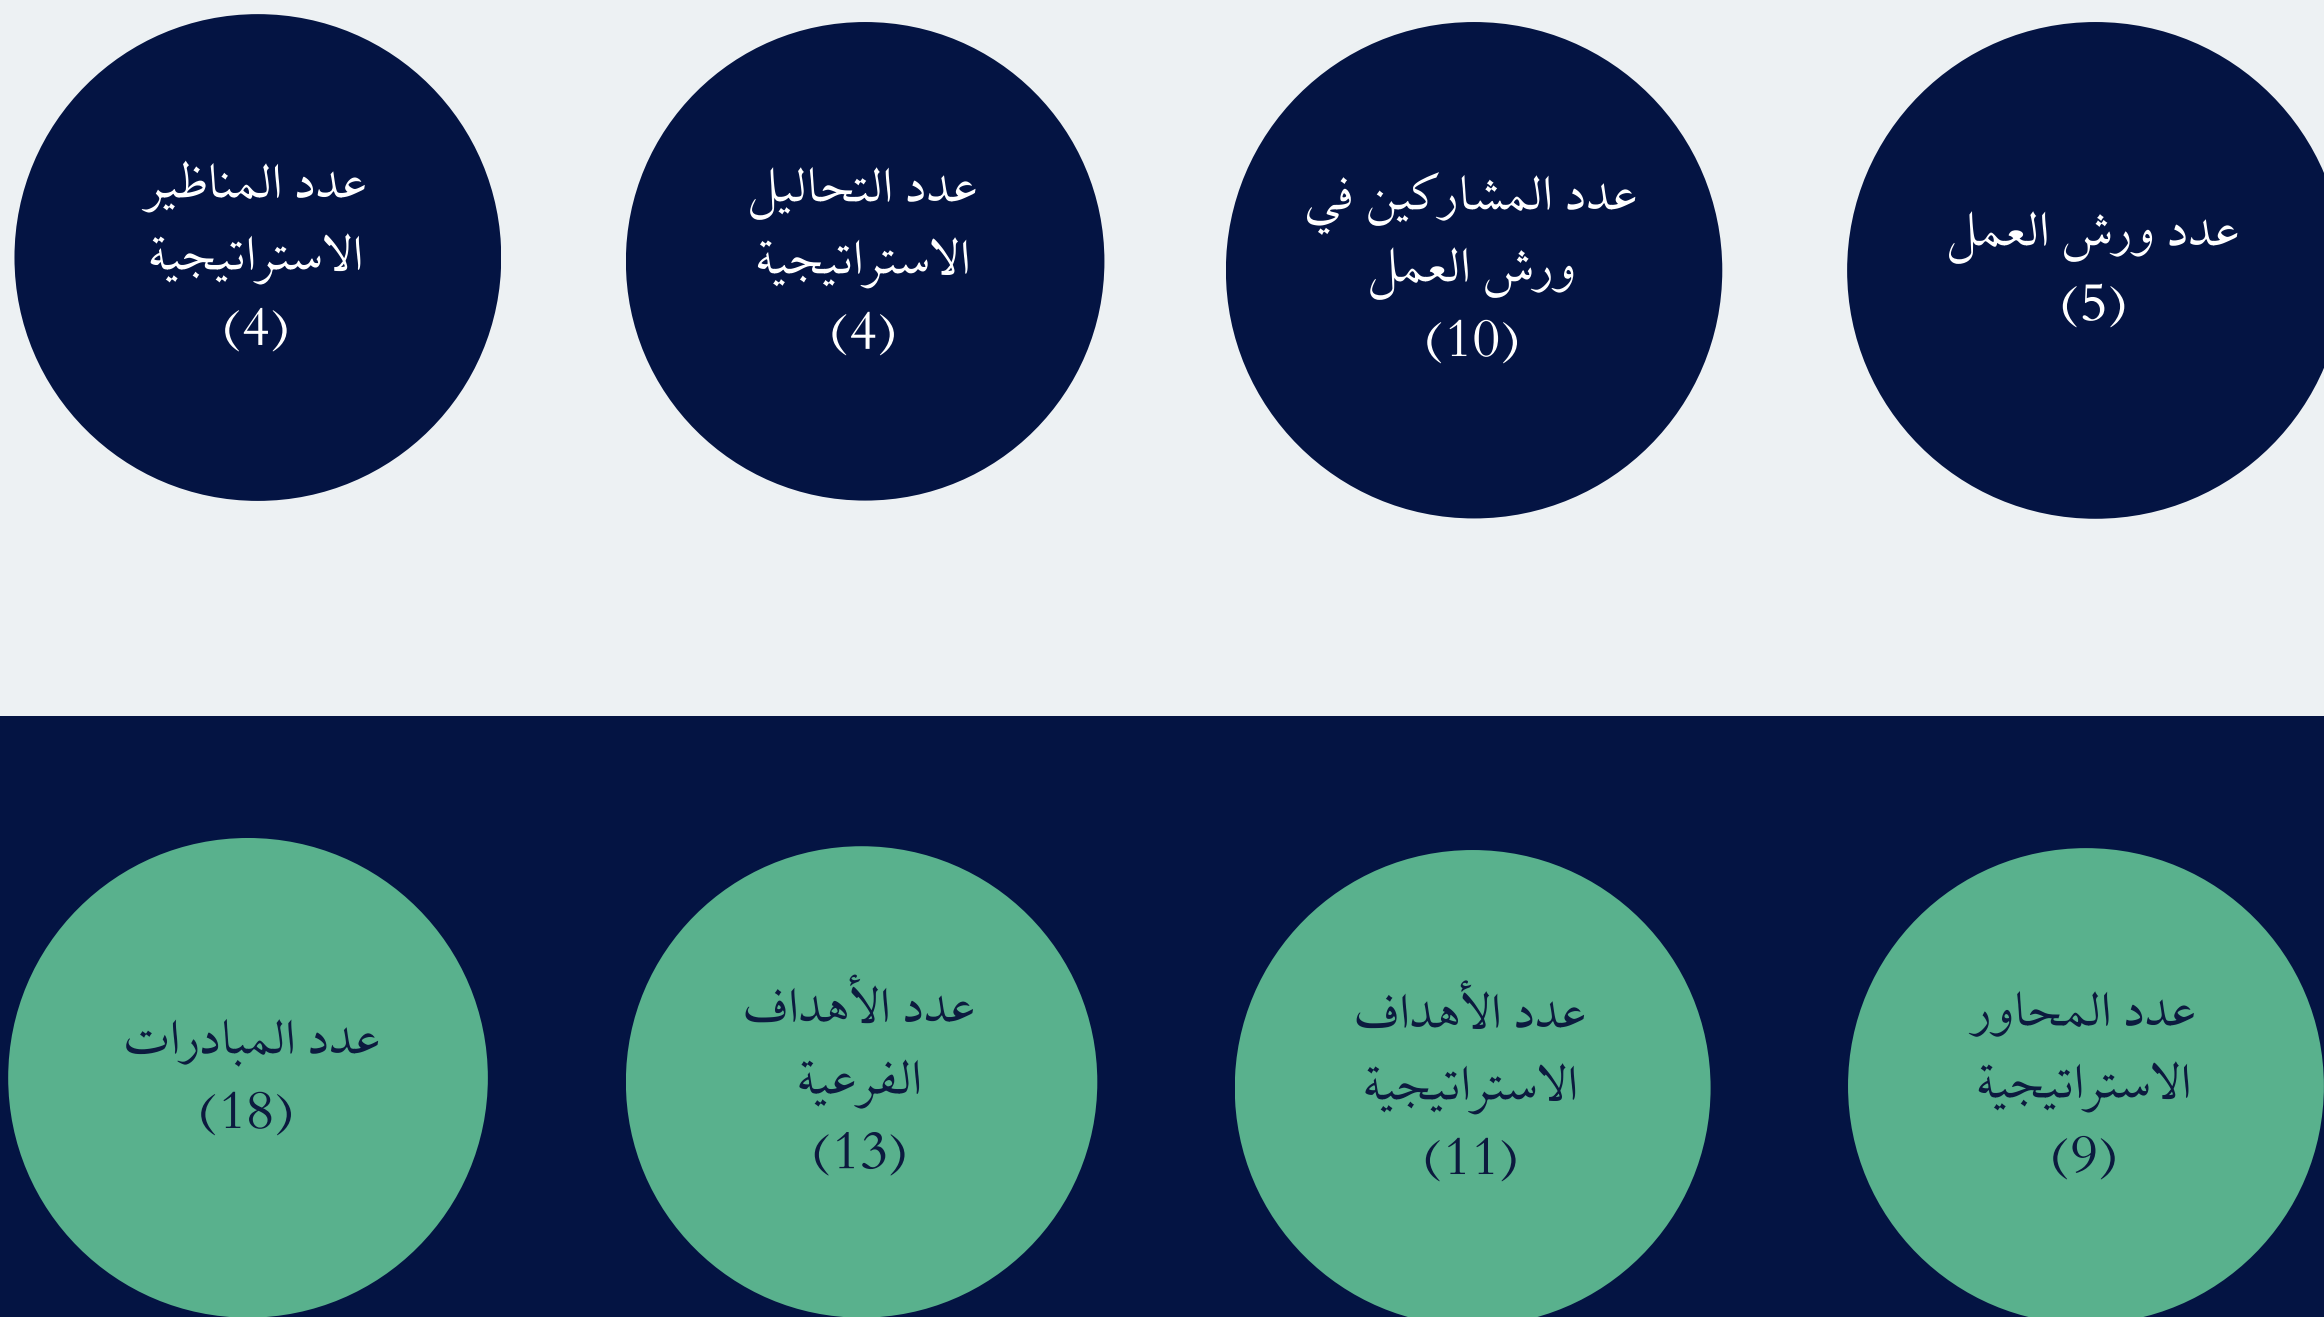 عدد ورش العمل
(5)
عدد المشاركين في
ورش العمل
(10)
عدد التحاليل
الاستراتيجية
(4)
عدد المناظير
الاستراتيجية
(4)
عدد المحاور
الاستراتيجية
(9)
عدد الأهداف
الاستراتيجية
(11)
عدد الأهداف
الفرعية
(13)
عدد المبادرات
(18)